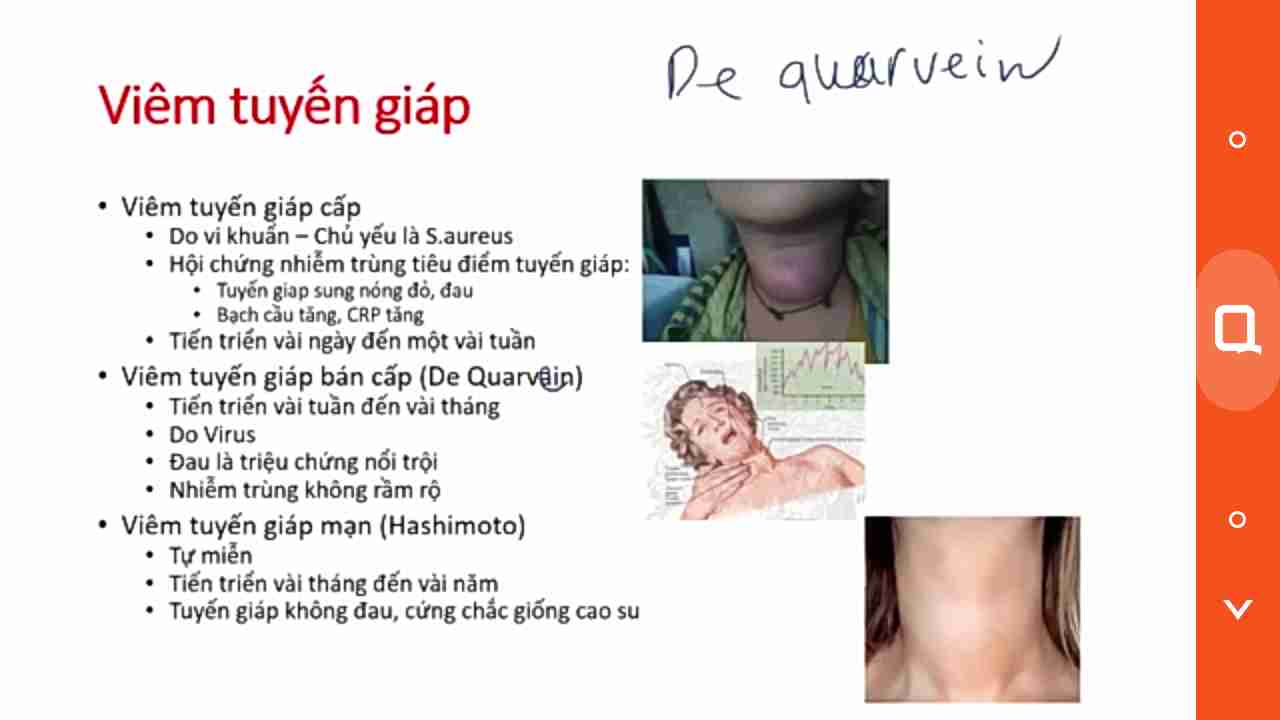 De quarvein
Viêm tuyến giáp
• Viêm tuyến giáp cấp
• Do vi khuẩn – Chủ yếu là S.aureus
• Hội chứng nhiễm trùng tiêu điểm tuyến giáp:
• Tuyến giap sung nóng đỏ, đau
• Bạch cầu tăng, CRP tăng
• Tiến triển vài ngày đến một vài tuần
• Viêm tuyến giáp bán cấp (De Quarvain)
• Tiến triển vài tuần đến vài tháng
• Do Virus
• Đau là triệu chứng nổi trội
• Nhiễm trùng không rầm rộ
• Viêm tuyến giáp mạn (Hashimoto)
• Tự miễn
• Tiến triển vài tháng đến vài năm
• Tuyến giáp không đau, cứng chắc giống cao su